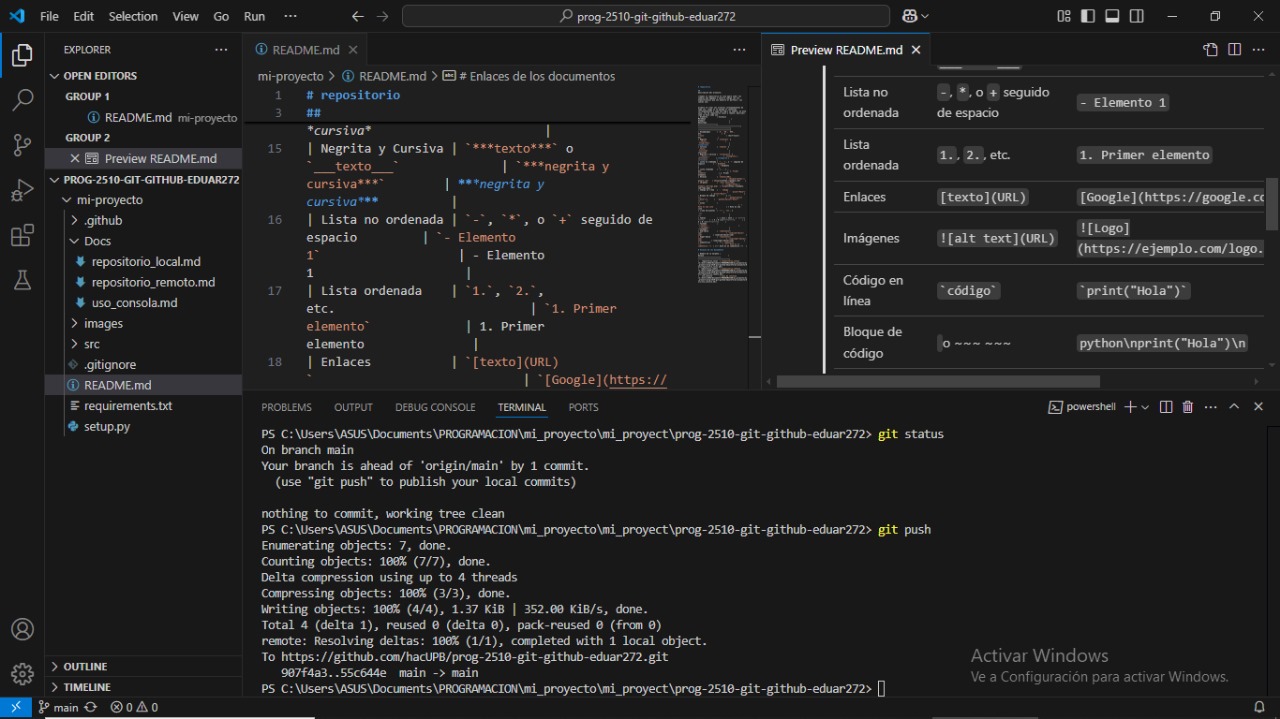 File Edit Selection View Go Run ··· prog-2510-git-github-eduar272
EXPLORER ···
OPEN EDITORS
GROUP 1
README.md mi-proyecto
GROUP 2
Preview README.md
PROG-2510-GIT-GITHUB-EDUAR272
mi-proyecto
.github
Docs
repositorio_local.md
repositorio_remoto.md
uso_consola.md
images
src
.gitignore
README.md
requirements.txt
setup.py
OUTLINE
TIMELINE
README.md ···
mi-proyecto > README.md > # Enlaces de los documentos
1 # repositorio
3 ##
*cursiva* |
15 | Negrita y Cursiva | `***texto***` o
`___texto___` | `***negrita y
cursiva***` | ***negrita y
cursiva*** |
16 | Lista no ordenada | `-`, `*`, o `+` seguido de
espacio | `- Elemento
1` | - Elemento
1 |
17 | Lista ordenada | `1.`, `2.`,
etc. | `1. Primer
elemento` | 1. Primer
elemento |
18 | Enlaces | `[texto](URL)
` | `[Google](https://
Preview README.md ···
Lista no ordenada -, *, o + seguido de espacio - Elemento 1
Lista ordenada 1., 2., etc. 1. Primer elemento
Enlaces [texto](URL) [Google](https://google.co
Imágenes ![alt text](URL) ![Logo](https://ejemplo.com/logo.
Código en línea `código` `print("Hola")`
Bloque de código o ~~~ ~~~ python\nprint("Hola")\n
PROBLEMS OUTPUT DEBUG CONSOLE TERMINAL PORTS powershell
PS C:\Users\ASUS\Documents\PROGRAMACION\mi_proyecto\mi_proyect\prog-2510-git-github-eduar272> git status
On branch main
Your branch is ahead of 'origin/main' by 1 commit.
(use "git push" to publish your local commits)
nothing to commit, working tree clean
PS C:\Users\ASUS\Documents\PROGRAMACION\mi_proyecto\mi_proyect\prog-2510-git-github-eduar272> git push
Enumerating objects: 7, done.
Counting objects: 100% (7/7), done.
Delta compression using up to 4 threads
Compressing objects: 100% (3/3), done.
Writing objects: 100% (4/4), 1.37 KiB | 352.00 KiB/s, done.
Total 4 (delta 1), reused 0 (delta 0), pack-reused 0 (from 0)
remote: Resolving deltas: 100% (1/1), completed with 1 local object.
To https://github.com/hacUPB/prog-2510-git-github-eduar272.git
907f4a3..55c644e main -> main
PS C:\Users\ASUS\Documents\PROGRAMACION\mi_proyecto\mi_proyect\prog-2510-git-github-eduar272>
Activar Windows
Ve a Configuración para activar Windows.
main 0 0